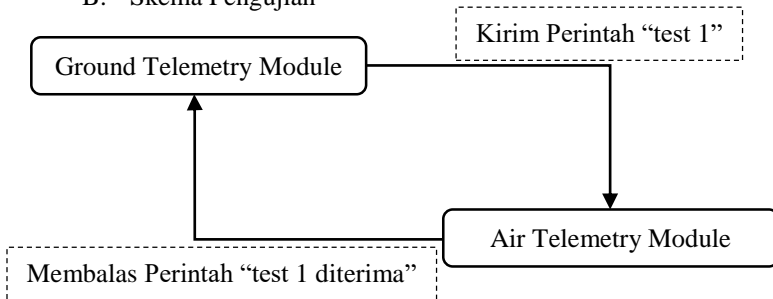 B. Skema Pengujian
Kirim Perintah “test 1”
Ground Telemetry Module
Air Telemetry Module
Membalas Perintah “test 1 diterima”